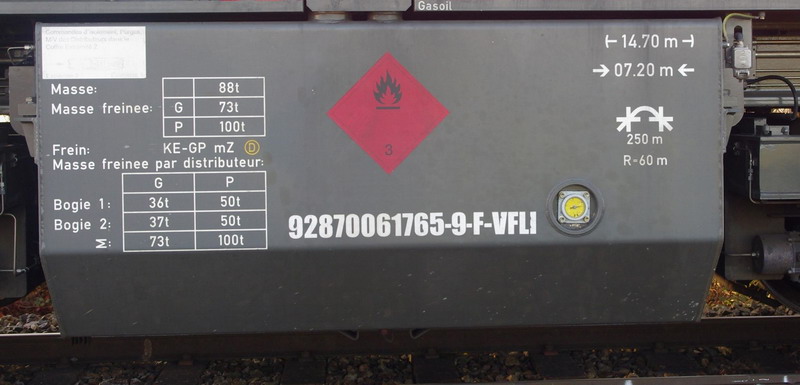 Gasoil
Masse: 88t
Masse freinee: G 73t
P 100t
Frein: KE-GP mZ D
Masse freinee par distributeur:
G P
Bogie 1: 36t 50t
Bogie 2: 37t 50t
Σ: 73t 100t
3
92870061765-9-F-VFLI
14.70 m
07.20 m
250 m
R=60 m